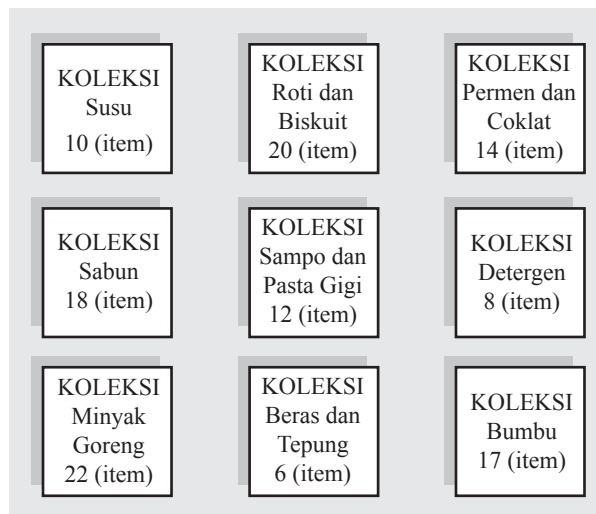 KOLEKSI
Susu
10 (item)
KOLEKSI
Roti dan
Biskuit
20 (item)
KOLEKSI
Permen dan
Coklat
14 (item)
KOLEKSI
Sabun
18 (item)
KOLEKSI
Sampo dan
Pasta Gigi
12 (item)
KOLEKSI
Detergen
8 (item)
KOLEKSI
Minyak
Goreng
22 (item)
KOLEKSI
Beras dan
Tepung
6 (item)
KOLEKSI
Bumbu
17 (item)